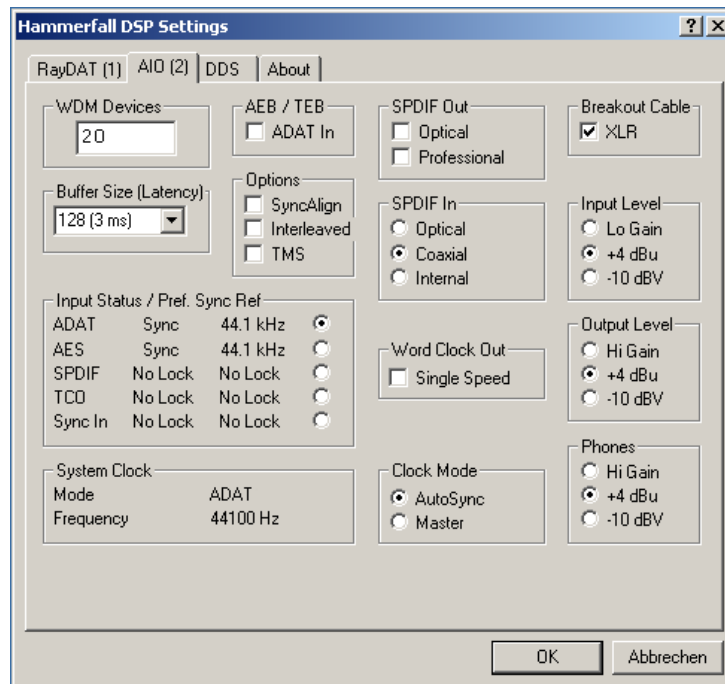 Hammerfall DSP Settings
RayDAT (1) AIO (2) DDS About
WDM Devices
20
Buffer Size (Latency)
128 (3 ms)
AEB / TEB
ADAT In
Options
SyncAlign
Interleaved
TMS
SPDIF Out
Optical
Professional
SPDIF In
Optical
Coaxial
Internal
Breakout Cable
XLR
Input Level
Lo Gain
+4 dBu
-10 dBV
Input Status / Pref. Sync Ref
ADAT Sync 44.1 kHz
AES Sync 44.1 kHz
SPDIF No Lock No Lock
TCO No Lock No Lock
Sync In No Lock No Lock
Word Clock Out
Single Speed
Output Level
Hi Gain
+4 dBu
-10 dBV
System Clock
Mode ADAT
Frequency 44100 Hz
Clock Mode
AutoSync
Master
Phones
Hi Gain
+4 dBu
-10 dBV
OK Abbrechen